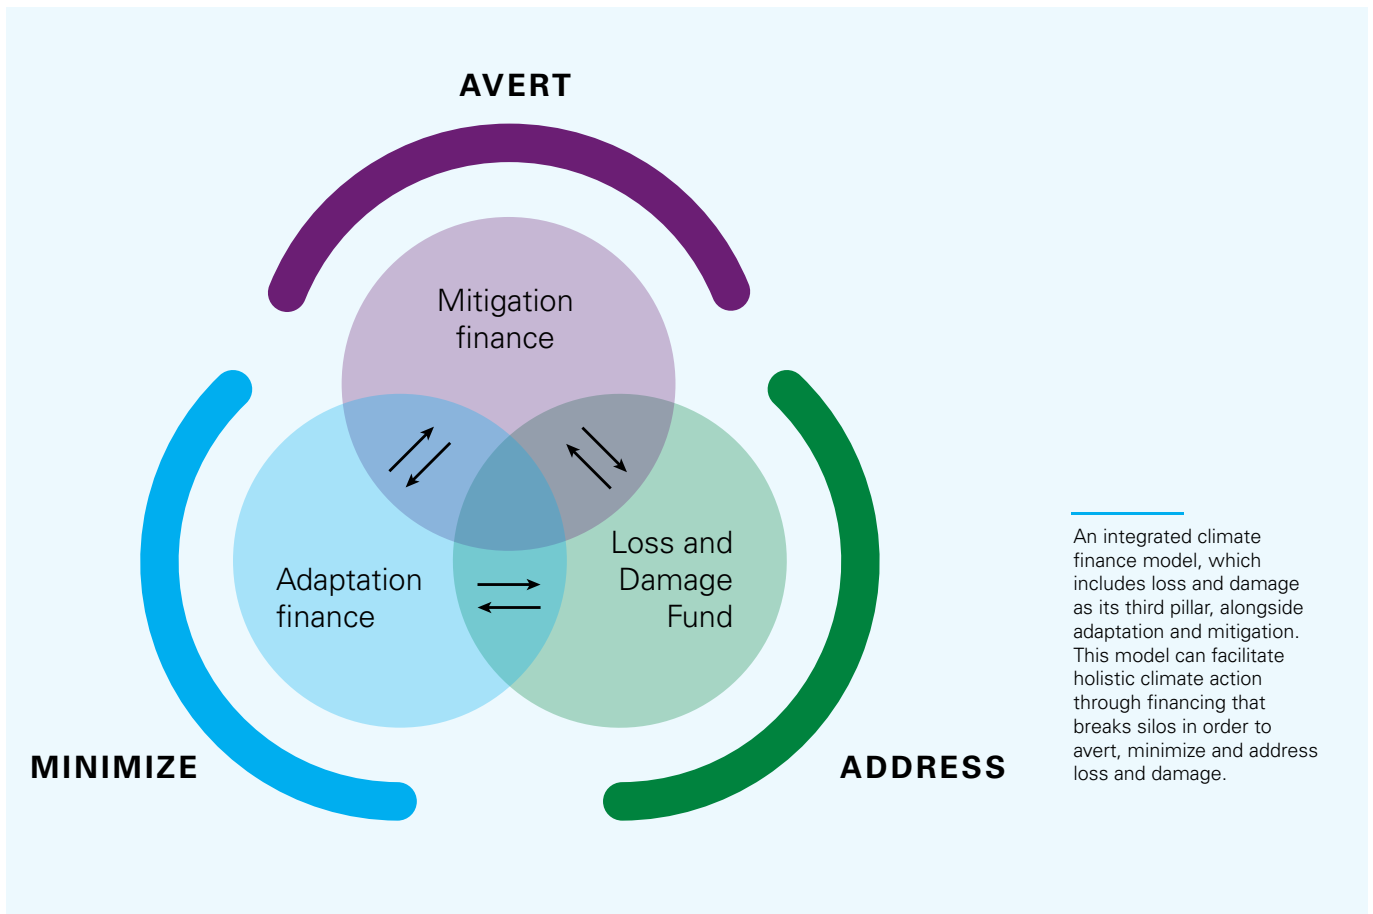 AVERT
Mitigation
finance
Adaptation
finance
Loss and
Damage
Fund
MINIMIZE
ADDRESS
An integrated climate
finance model, which
includes loss and damage
as its third pillar, alongside
adaptation and mitigation.
This model can facilitate
holistic climate action
through financing that
breaks silos in order to
avert, minimize and address
loss and damage.